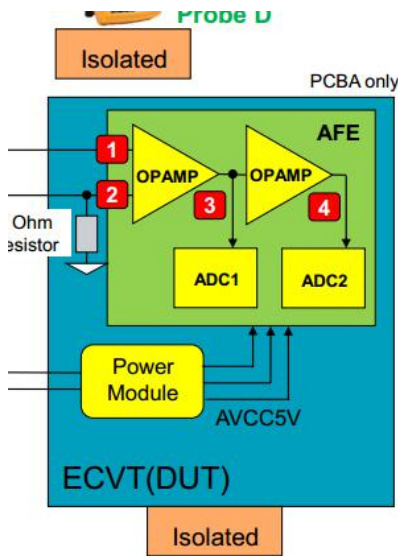 Probe D
Isolated
PCBA only
AFE
1
OPAMP
OPAMP
2
3
4
Ohm
esistor
ADC1
ADC2
Power
Module
AVCC5V
ECVT(DUT)
Isolated